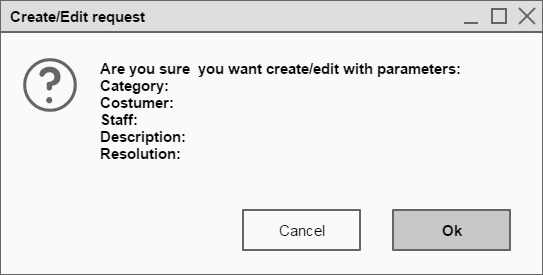 Create/Edit request
Are you sure  you want create/edit with parameters:
Category:
Costumer:
Staff:
Description:
Resolution:
Cancel
Ok